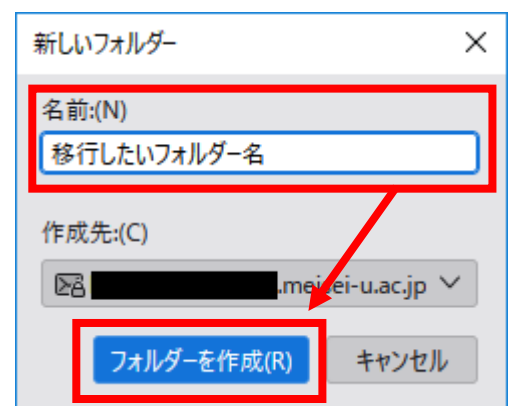 新しいフォルダー
名前:(N)
移行したいフォルダー名
作成先:(C)
.meisei-u.ac.jp
フォルダーを作成(R)
キャンセル